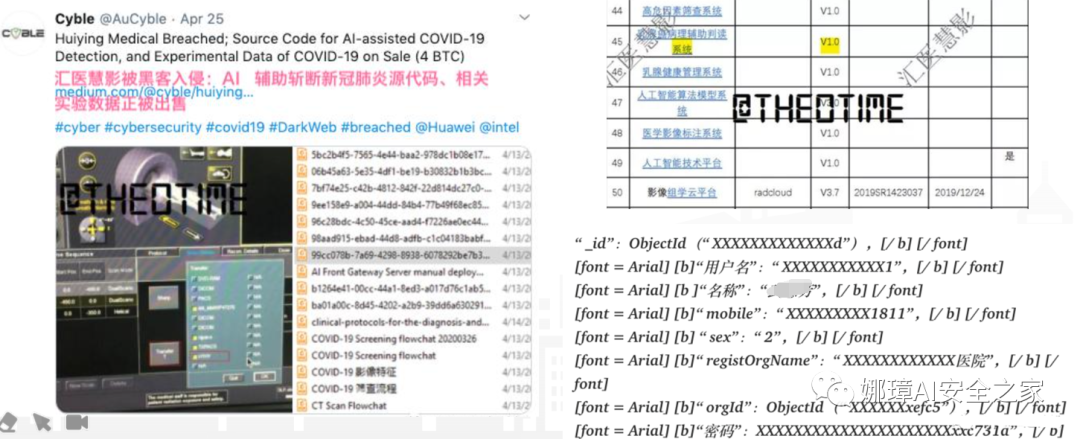 Cyble @AuCyble · Apr 25
CYBLE
Huiying Medical Breached; Source Code for AI-assisted COVID-19
Detection, and Experimental Data of COVID-19 on Sale (4 BTC)
汇医慧影被黑客入侵:AI 辅助斩断新冠肺炎源代码、相关
medium.com/@cyble/huiying...
实验数据正被出售
#cyber #cybersecurity #covid19 #DarkWeb #breached @Huawei @intel
@THEOTIME
Protocol
Transfer
5bc2b4f5-7565-4e44-baa2-978dc1b08e17... 4/13/2
06b45a63-5e35-4df1-be19-b30832b1b3bc... 4/13/2
7bf74e25-c42b-4812-842f-22d814dc27c0-... 4/13/2
9ee158e9-a004-44dd-84b4-77b49f68ec85... 4/13/2
96c28bdc-4c50-45ce-aad4-f7226ae0ec44... 4/13/2
98aad915-ebad-44d8-adfb-c1c04183babf... 4/13/2
99cc078b-7a69-4298-8938-6078292be7b3... 4/13/2
AI Front Gateway Server manual deploy... 4/13/2
b1264e41-00cc-44a1-8ed3-a017d76c1ab5... 4/13/2
ba01a00c-8d45-4202-a2b9-39dd6a630291... 4/13/2
clinical-protocols-for-the-diagnosis-and... 4/14/2
COVID-19 Screening flowchat 20200326 4/13/2
COVID-19 Screening flowchat 4/13/2
COVID-19 影像特征 4/13/2
COVID-19 筛查流程 4/13/2
CT Scan Flowchat 4/13/2
44 高危因素筛查系统 V1.0
45 病理辅助判读系统 V1.0
46 乳腺健康管理系统 V1.0
47 人工智能算法模型系统
48 医学影像标注系统 V1.0
49 人工智能技术平台 V1.0 是
50 影像组学云平台 radcloud V3.7 2019SR1423037 2019/12/24
汇医慧影
@THEOTIME
“ _id”: ObjectId (“XXXXXXXXXXXXXd”) , [/ b] [/ font]
[font = Arial] [b]“用户名”: “XXXXXXXXXXX1”, [/ b] [/ font]
[font = Arial] [b ]“名称”: “ ”, [/ b] [/ font]
[font = Arial] [b]“ mobile”: “XXXXXXXXX1811”, [/ b] [/ font]
[font = Arial] [b]“ sex”: “ 2”, [/ b] [/ font]
[font = Arial] [b]“ registOrgName”: “XXXXXXXXXXXX医院”, [/ b] [/
font]
[font = Arial] [b]“ orgId”: ObjectId (“XXXXXXxefc5”) , [/ b] [/ font]
[font = Arial] [b]“密码”: XXXXXXXXXXXXXXXXXXXXXxxc731a”, [/ b]
娜璋AI安全之家